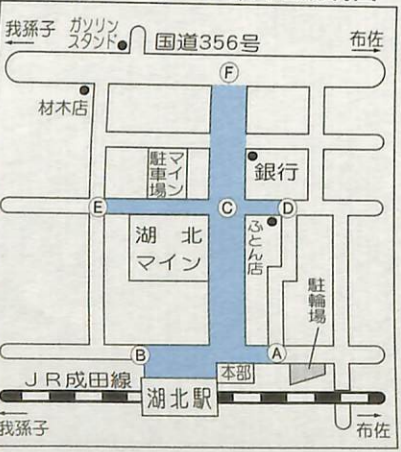 我孫子
ガソリン
スタンド
国道356号
布佐
F
材木店
マイン
駐車場
銀行
E
C
D
湖北
マイン
ふとん店
駐輪場
B
A
JR成田線
本部
湖北駅
我孫子
布佐